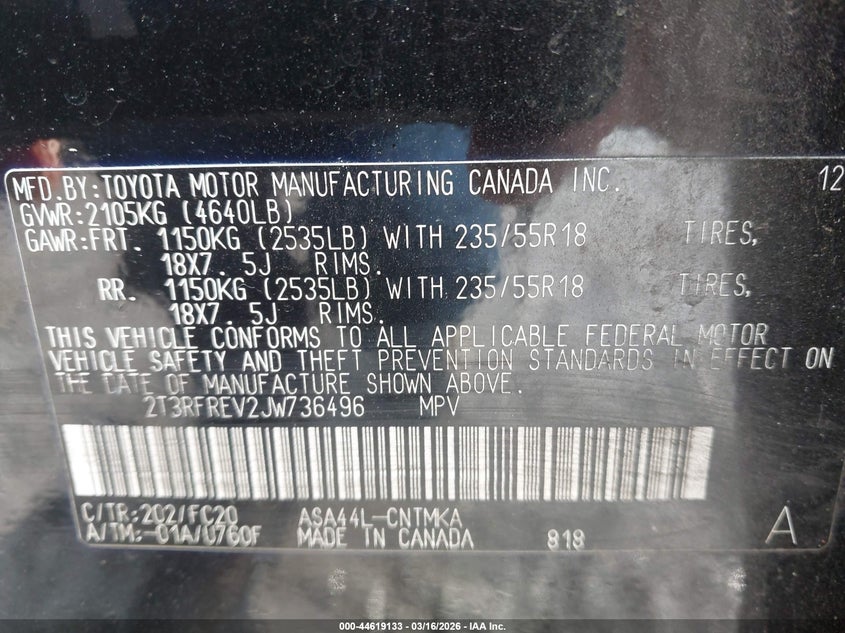 MFD.BY:TOYOTA MOTOR MANUFACTURING CANADA INC. 12
GVWR:2105KG (4640LB)
GAWR:FRT. 1150KG (2535LB) WITH 235/55R18 TIRES,
18X7.5J RIMS.
RR. 1150KG (2535LB) WITH 235/55R18 TIRES,
18X7.5J RIMS.
THIS VEHICLE CONFORMS TO ALL APPLICABLE FEDERAL MOTOR
VEHICLE SAFETY AND THEFT PREVENTION STANDARDS IN EFFECT ON
THE DATE OF MANUFACTURE SHOWN ABOVE.
2T3RFREV2JW736496 MPV
C/TR:202/FC20 ASA44L-CNTMKA
A/TM:-01A/U760F MADE IN CANADA 818 A
000-44619133 - 03/16/2026 - IAA Inc.